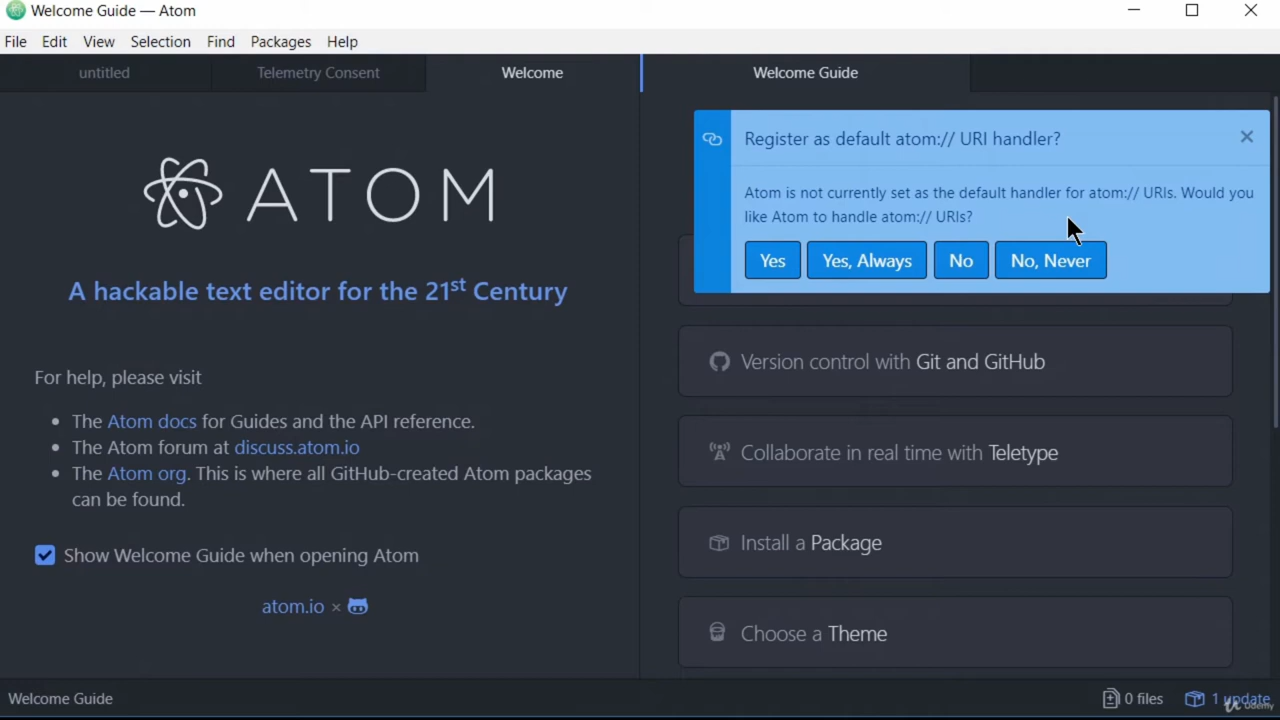 Welcome Guide — Atom
File Edit View Selection Find Packages Help
untitled Telemetry Consent Welcome Welcome Guide
ATOM
A hackable text editor for the 21st Century
For help, please visit
The Atom docs for Guides and the API reference.
The Atom forum at discuss.atom.io
The Atom org. This is where all GitHub-created Atom packages
can be found.
Show Welcome Guide when opening Atom
atom.io ×
Register as default atom:// URI handler?
Atom is not currently set as the default handler for atom:// URIs. Would you
like Atom to handle atom:// URIs?
Yes Yes, Always No No, Never
Version control with Git and GitHub
Collaborate in real time with Teletype
Install a Package
Choose a Theme
Welcome Guide 0 files 1 update
Udemy